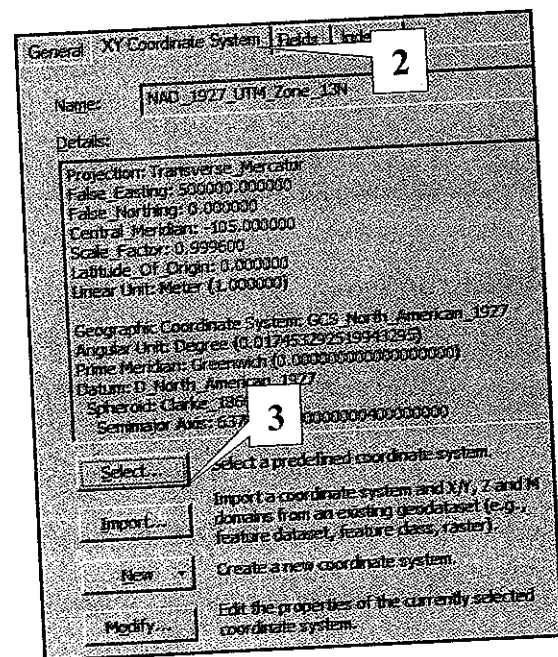 General XY Coordinate System Fields
2
Name: NAD_1927_UTM_Zone_13N
Details:
Projection: Transverse_Mercator
False_Easting: 500000.000000
False_Northing: 0.000000
Central_Meridian: -105.000000
Scale_Factor: 0.999600
Latitude_Of_Origin: 0.000000
Linear Unit: Meter (1.000000)
Geographic Coordinate System: GCS_North_American_1927
Angular Unit: Degree (0.017453292519943295)
Prime Meridian: Greenwich (0.000000000000000000)
Datum: D_North_American_1927
Spheroid: Clarke_1866
Semimajor Axis:
3
Select... Select a predefined coordinate system.
Import... Import a coordinate system and X/Y, Z and M
domains from an existing geodataset (e.g.,
feature dataset, feature class, raster).
New Create a new coordinate system.
Modify... Edit the properties of the currently selected
coordinate system.